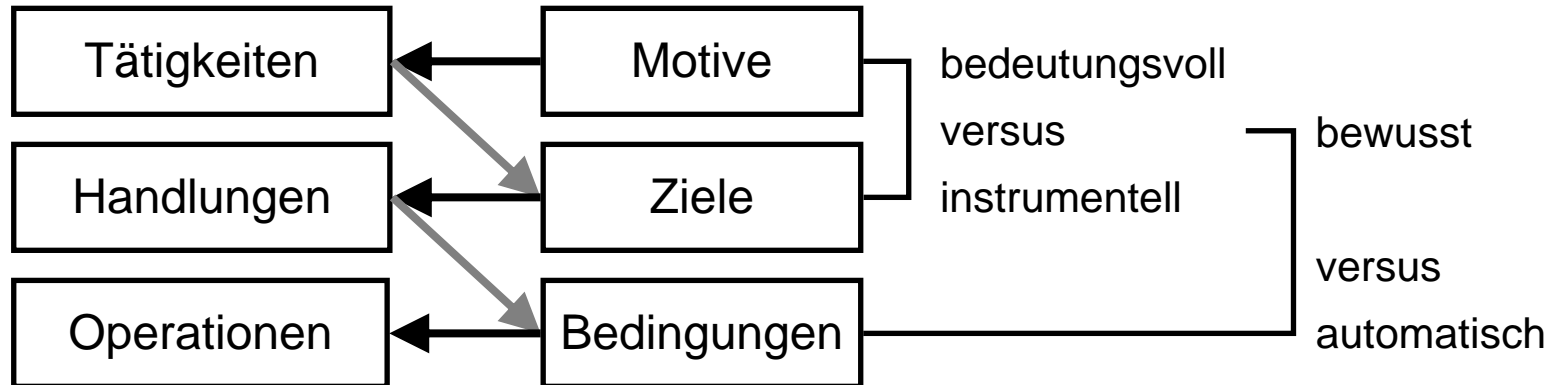 Tätigkeiten Motive bedeutungsvoll
versus bewusst
Handlungen Ziele instrumentell
versus
Operationen Bedingungen automatisch